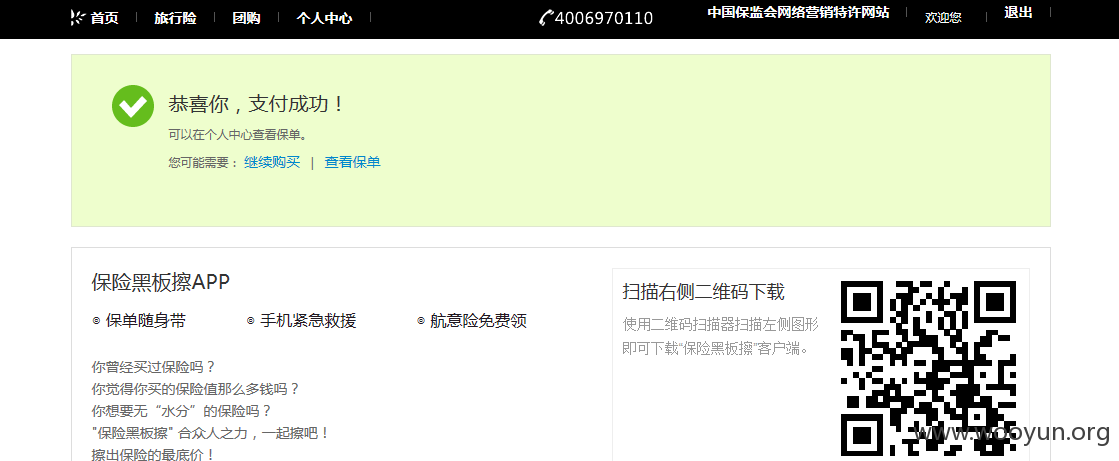 首页 旅行险 团购 个人中心 4006970110 中国保监会网络营销特许网站 欢迎您 退出
恭喜你，支付成功！
可以在个人中心查看保单。
您可能需要： 继续购买 | 查看保单
保险黑板擦APP
保单随身带 手机紧急救援 航意险免费领
你曾经买过保险吗？
你觉得你买的保险值那么多钱吗？
你想要无“水分”的保险吗？
"保险黑板擦" 合众人之力，一起擦吧！
擦出保险的最底价！
扫描右侧二维码下载
使用二维码扫描器扫描左侧图形
即可下载“保险黑板擦”客户端。
www.wooyun.org